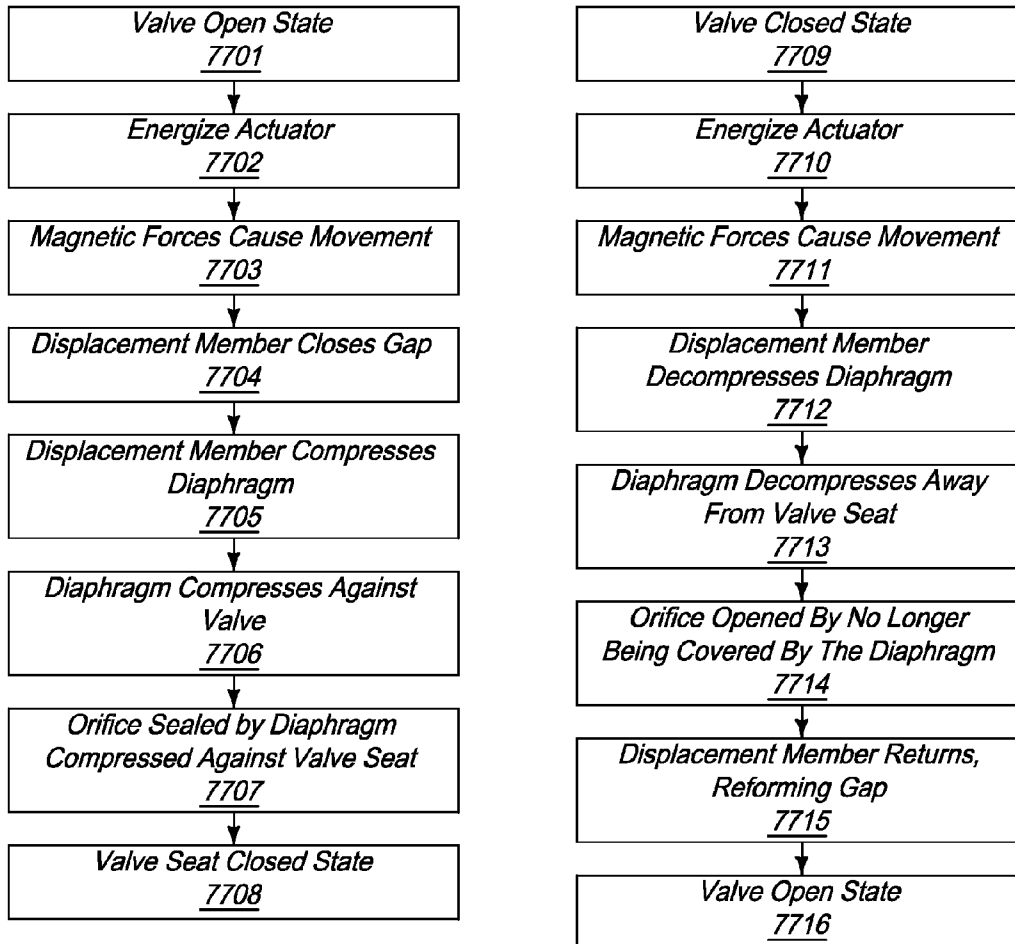 Valve Open State
7701
Energize Actuator
7702
Magnetic Forces Cause Movement
7703
Displacement Member Closes Gap
7704
Displacement Member Compresses
Diaphragm
7705
Diaphragm Compresses Against
Valve
7706
Orifice Sealed by Diaphragm
Compressed Against Valve Seat
7707
Valve Seat Closed State
7708
Valve Closed State
7709
Energize Actuator
7710
Magnetic Forces Cause Movement
7711
Displacement Member
Decompresses Diaphragm
7712
Diaphragm Decompresses Away
From Valve Seat
7713
Orifice Opened By No Longer
Being Covered By The Diaphragm
7714
Displacement Member Returns,
Reforming Gap
7715
Valve Open State
7716